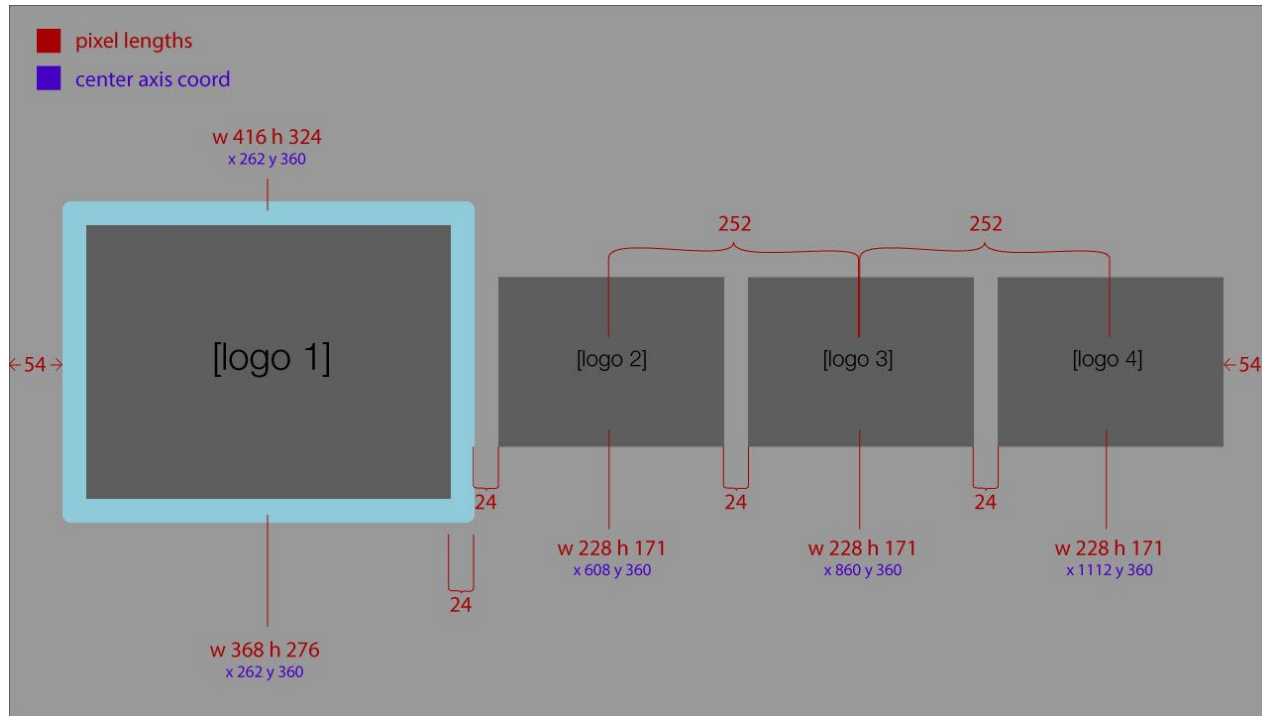 pixel lengths
center axis coord
w 416 h 324
x 262 y 360
252
252
54
[logo 1]
[logo 2]
[logo 3]
[logo 4]
54
24
24
24
w 228 h 171
x 608 y 360
w 228 h 171
x 860 y 360
w 228 h 171
x 1112 y 360
24
w 368 h 276
x 262 y 360